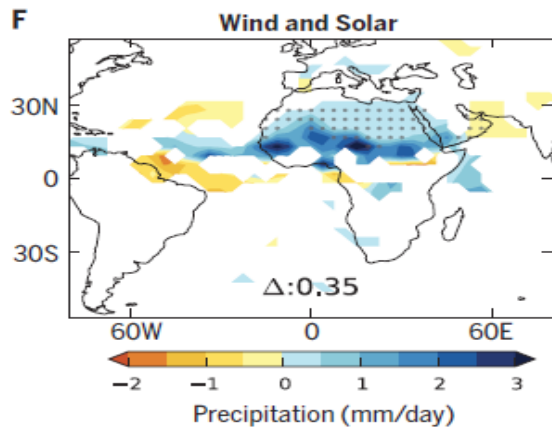 F
Wind and Solar
30N
0
30S
Δ:0.35
60W 0 60E
−2 −1 0 1 2 3
Precipitation (mm/day)